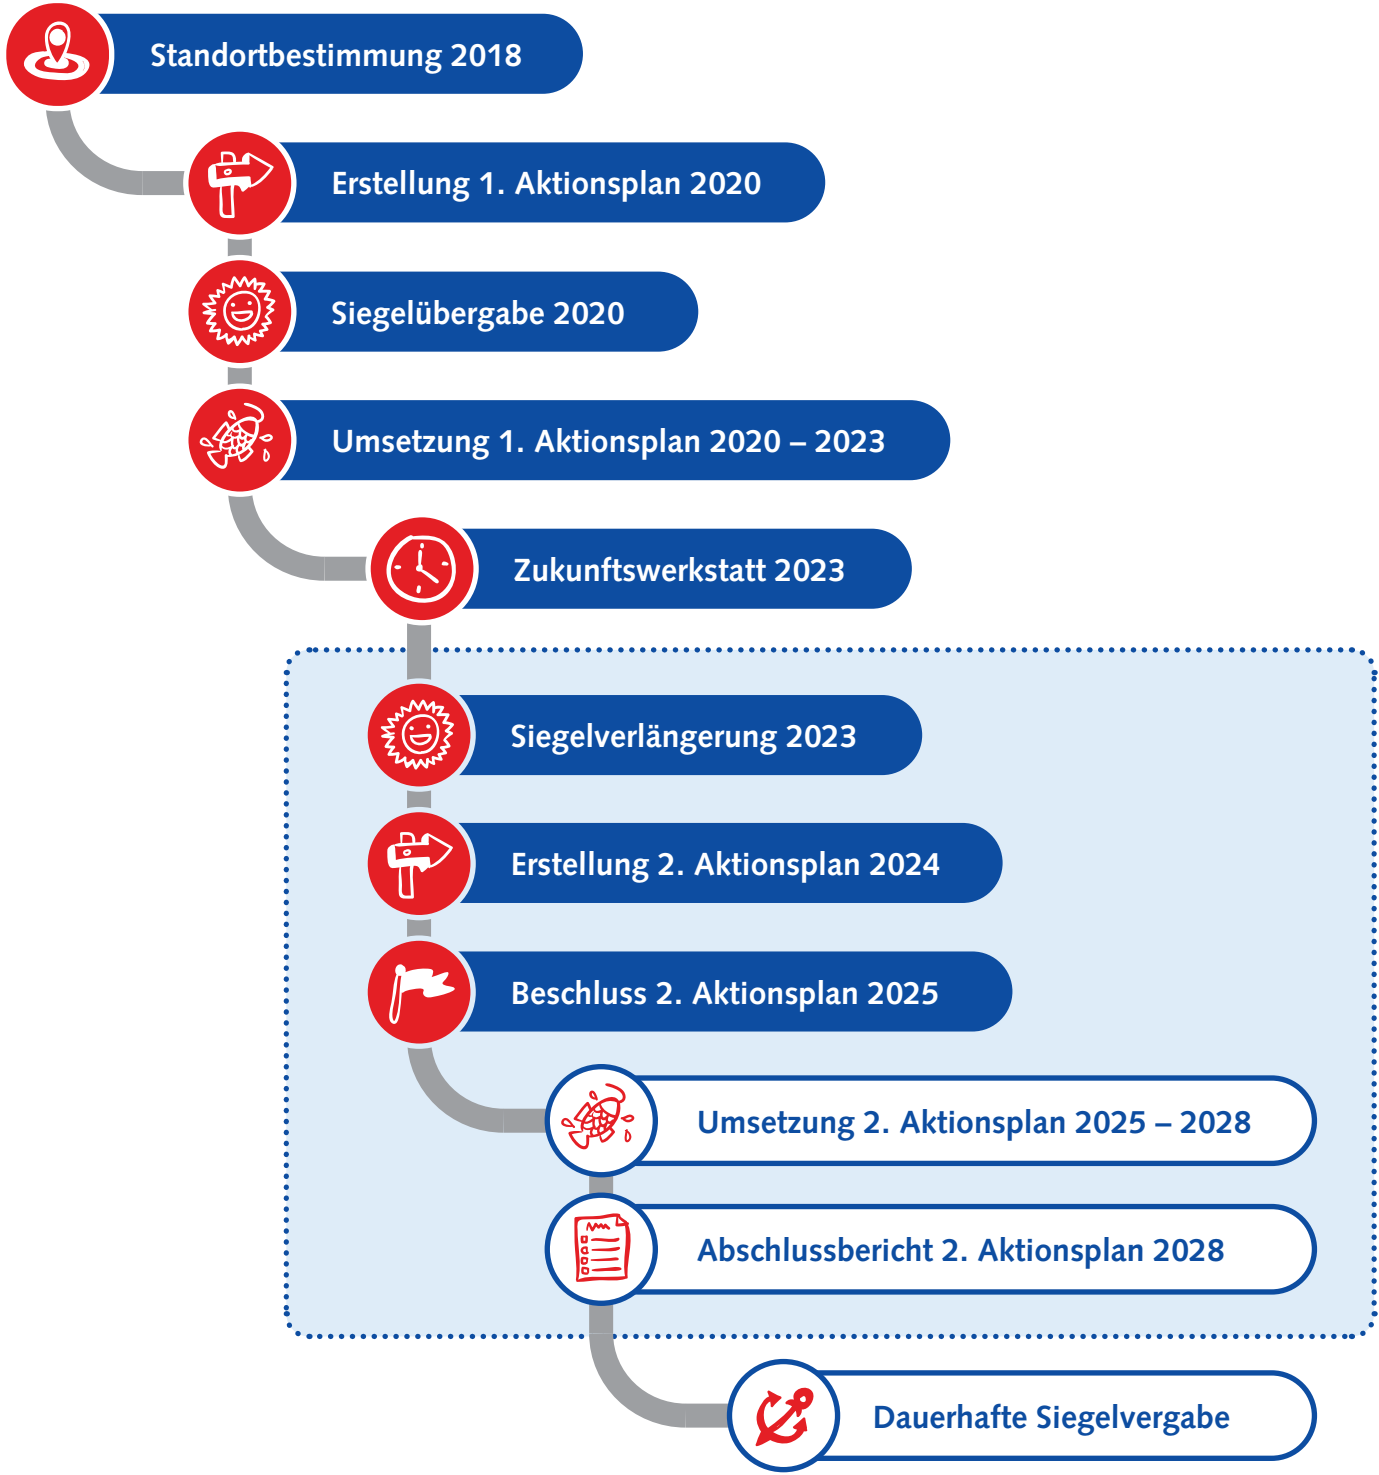 Standortbestimmung 2018
Erstellung 1. Aktionsplan 2020
Siegelübergabe 2020
Umsetzung 1. Aktionsplan 2020 – 2023
Zukunftswerkstatt 2023
Siegelverlängerung 2023
Erstellung 2. Aktionsplan 2024
Beschluss 2. Aktionsplan 2025
Umsetzung 2. Aktionsplan 2025 – 2028
Abschlussbericht 2. Aktionsplan 2028
Dauerhafte Siegelvergabe